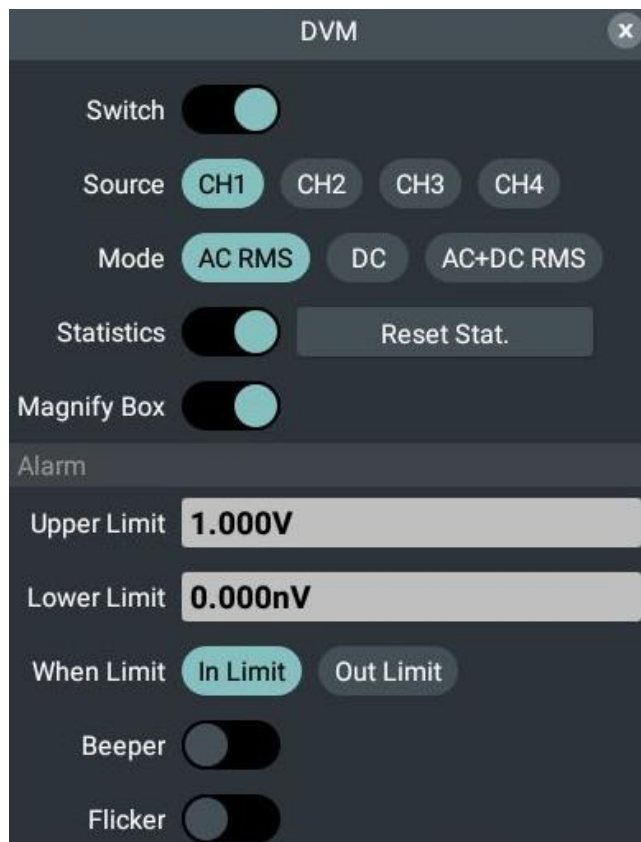 DVM x
Switch
Source CH1 CH2 CH3 CH4
Mode AC RMS DC AC+DC RMS
Statistics Reset Stat.
Magnify Box
Alarm
Upper Limit 1.000V
Lower Limit 0.000nV
When Limit In Limit Out Limit
Beeper
Flicker